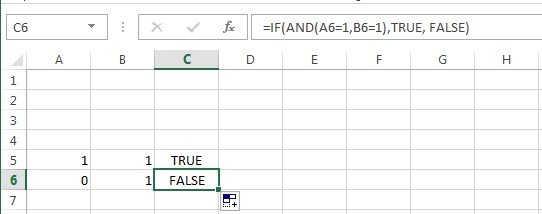 C6 fx =IF(AND(A6=1,B6=1),TRUE, FALSE)
A B C D E F G H
1
2
3
4
5 1 1 TRUE
6 0 1 FALSE
7